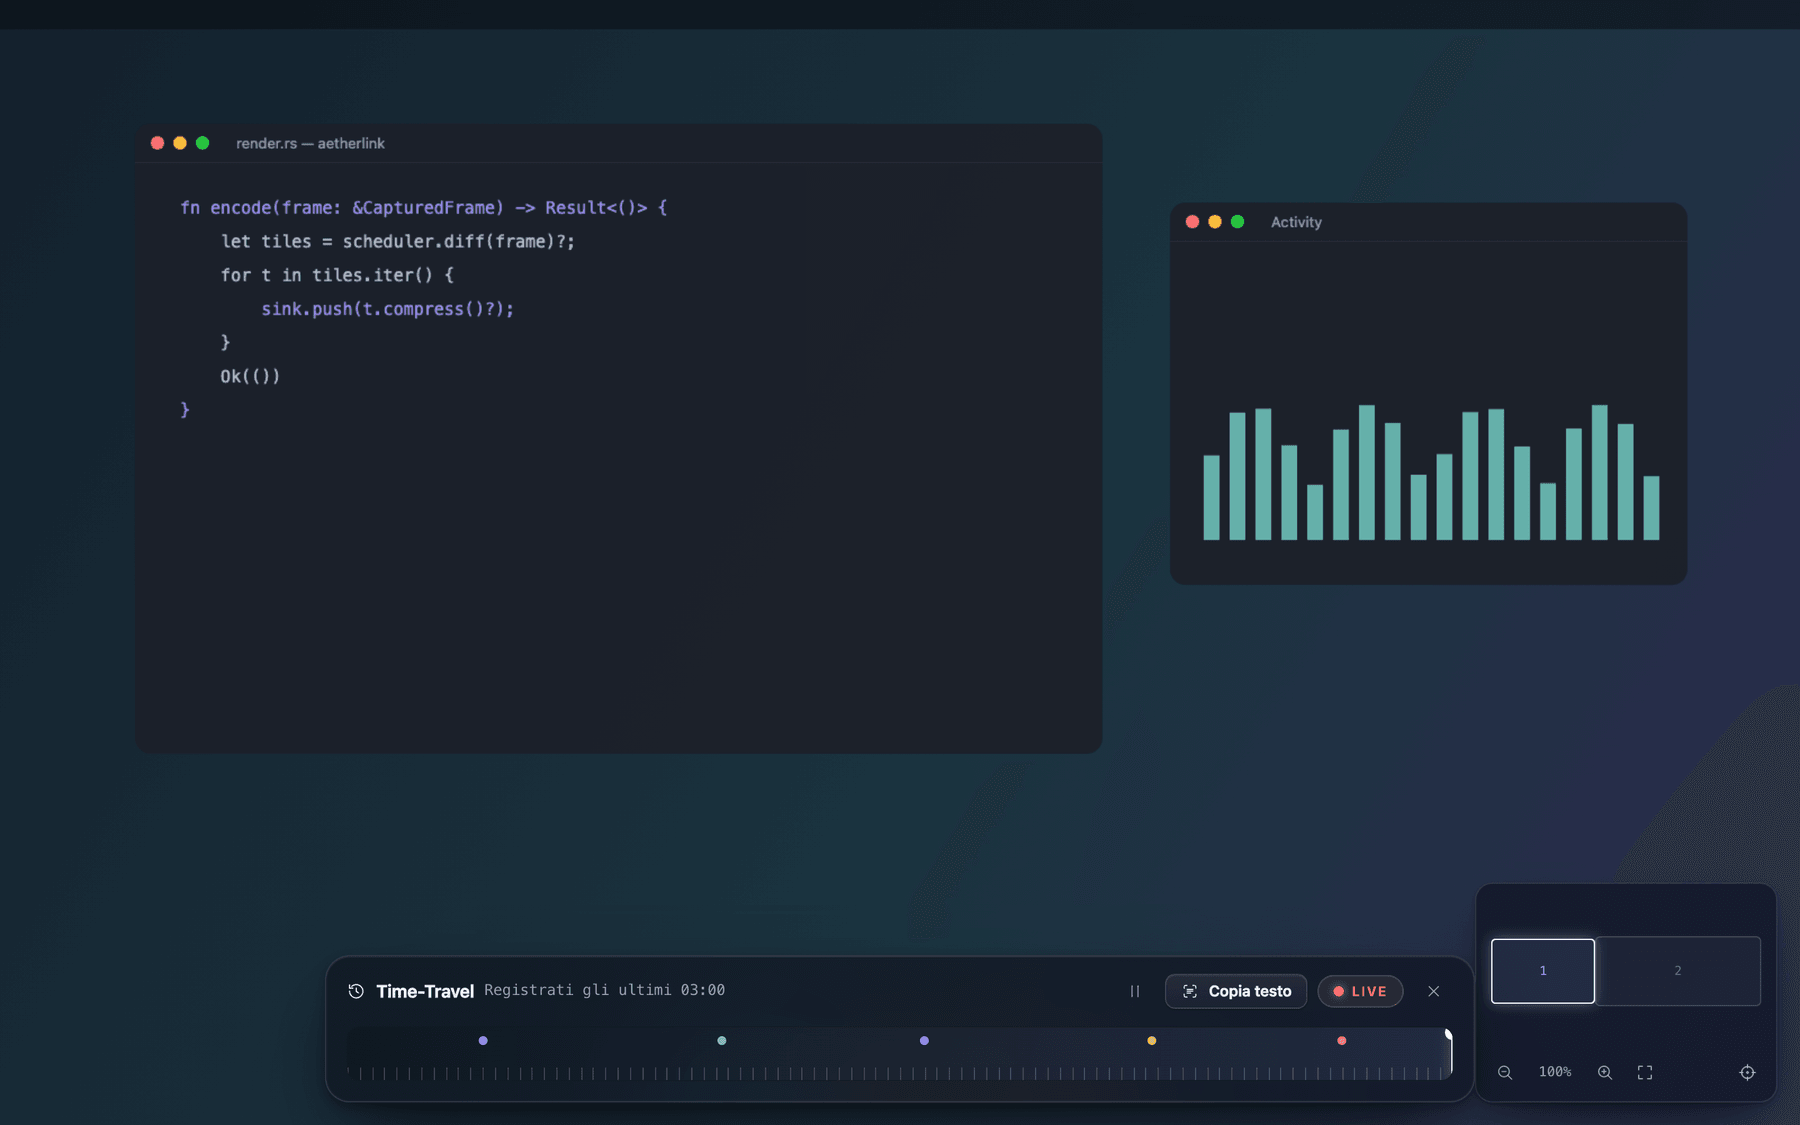 render.rs — aetherlink
fn encode(frame: &CapturedFrame) -> Result<()> {
    let tiles = scheduler.diff(frame)?;
    for t in tiles.iter() {
        sink.push(t.compress()?);
    }
    Ok(())
}
Activity
Time-Travel Registrati gli ultimi 03:00
Copia testo
LIVE
1
2
100%